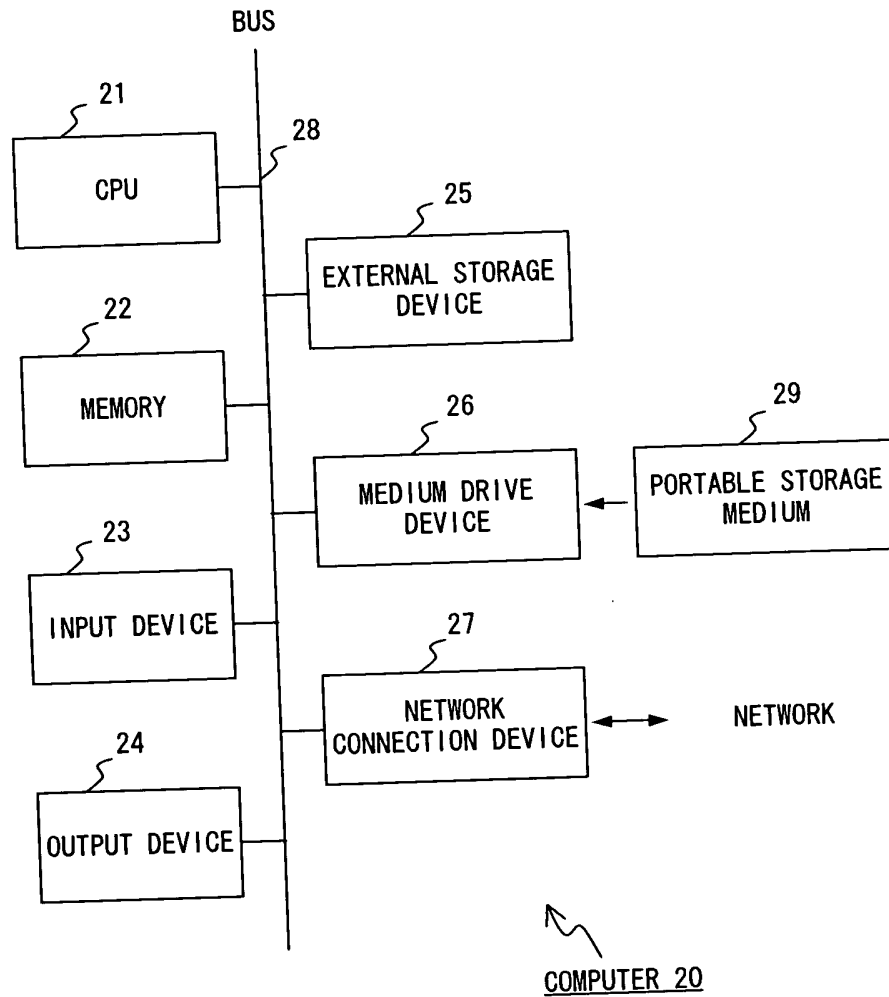 BUS
21
28
CPU
25
EXTERNAL STORAGE
DEVICE
22
MEMORY
26
29
MEDIUM DRIVE
DEVICE
PORTABLE STORAGE
MEDIUM
23
INPUT DEVICE
27
NETWORK
CONNECTION DEVICE
NETWORK
24
OUTPUT DEVICE
COMPUTER 20